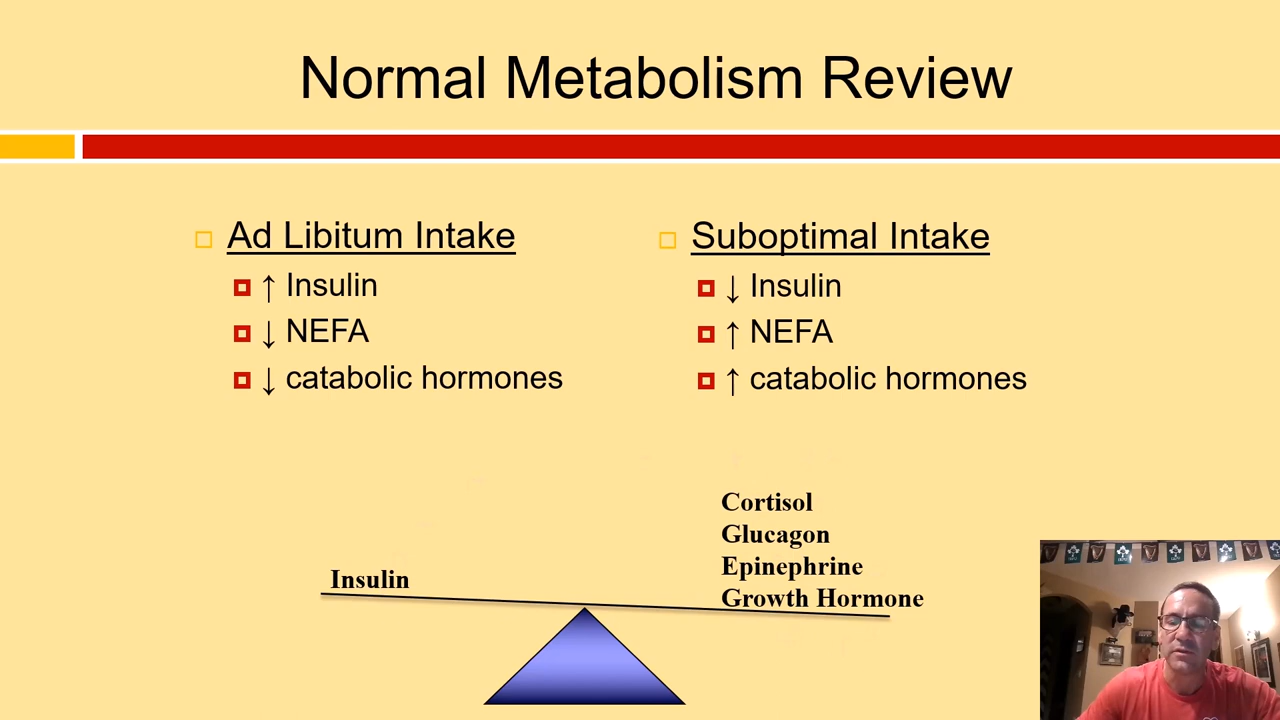 Normal Metabolism Review
Ad Libitum Intake
↑ Insulin
↓ NEFA
↓ catabolic hormones
Suboptimal Intake
↓ Insulin
↑ NEFA
↑ catabolic hormones
Insulin
Cortisol
Glucagon
Epinephrine
Growth Hormone